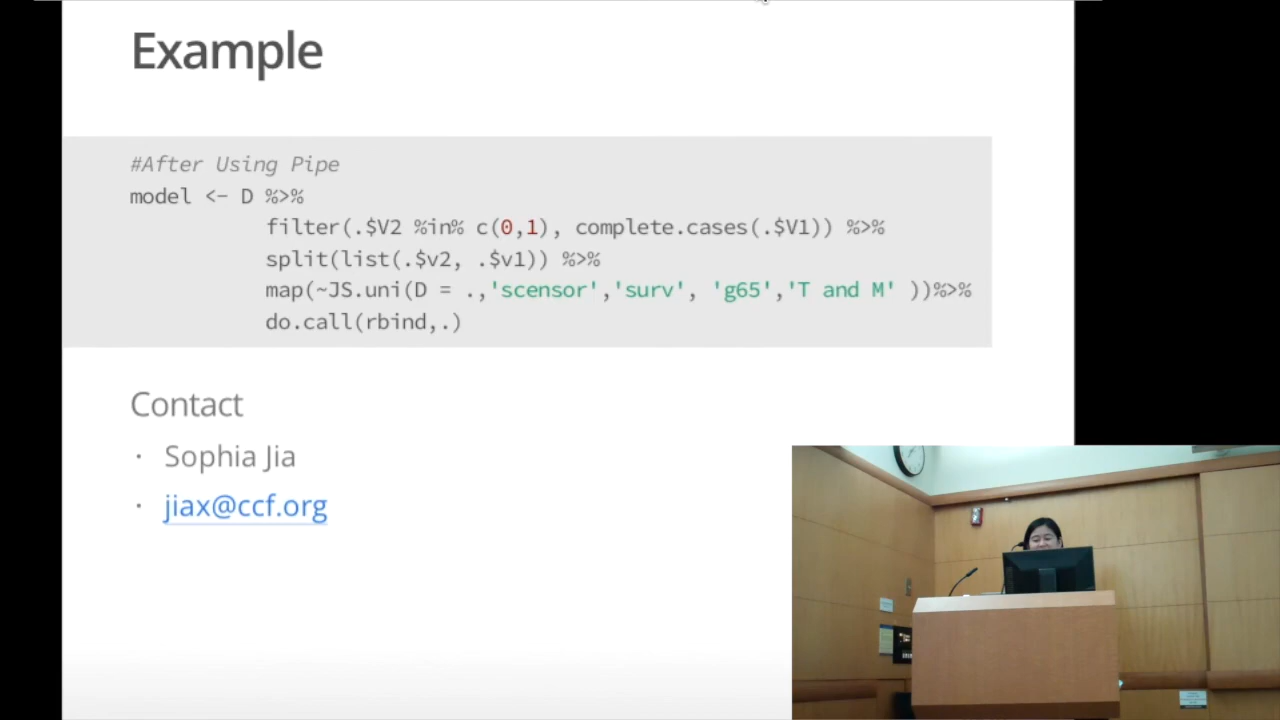 Example
#After Using Pipe
model <- D %>%
filter(.$V2 %in% c(0,1), complete.cases(.$V1)) %>%
split(list(.$v2, .$v1)) %>%
map(~JS.uni(D = .,'scensor','surv', 'g65','T and M' ))%>%
do.call(rbind,.)
Contact
· Sophia Jia
· jiax@ccf.org